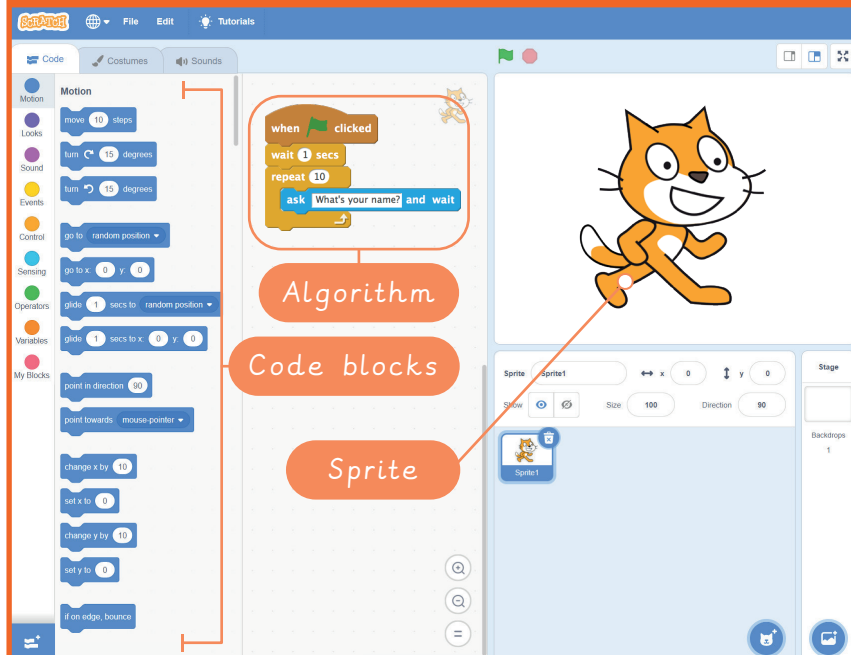 SCRATCH File Edit Tutorials
Code Costumes Sounds
Motion
Looks
Sound
Events
Control
Sensing
Operators
Variables
My Blocks
Motion
move 10 steps
turn 15 degrees
turn 15 degrees
go to random position
go to x: 0 y: 0
glide 1 secs to random position
glide 1 secs to x: 0 y: 0
point in direction 90
point towards mouse-pointer
change x by 10
set x to 0
change y by 10
set y to 0
if on edge, bounce
when clicked
wait 1 secs
repeat 10
ask What's your name? and wait
Algorithm
Code blocks
Sprite
Sprite Sprite1 x 0 y 0
Show Size 100 Direction 90
Sprite1
Stage
Backdrops
1